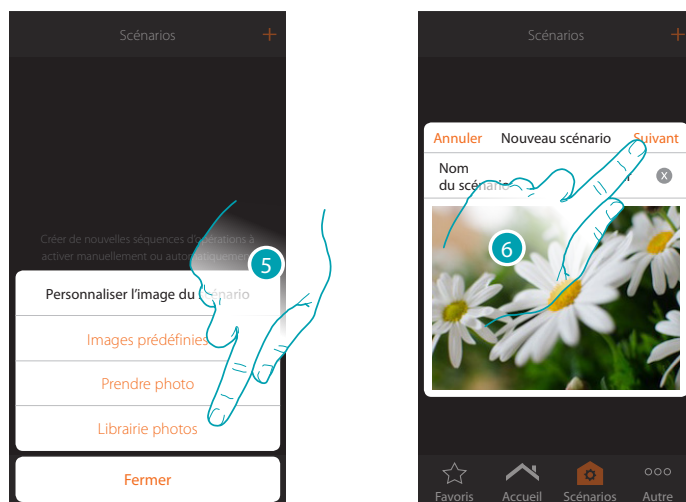 Scénarios +
Créer de nouvelles séquences d'opérations à
activer manuellement ou automatiquement
Personnaliser l'image du scénario
Images prédéfinies
Prendre photo
Librairie photos
Fermer
5
Scénarios +
Annuler Nouveau scénario Suivant
Nom
du scénario
X
6
Favoris Accueil Scénarios Autre